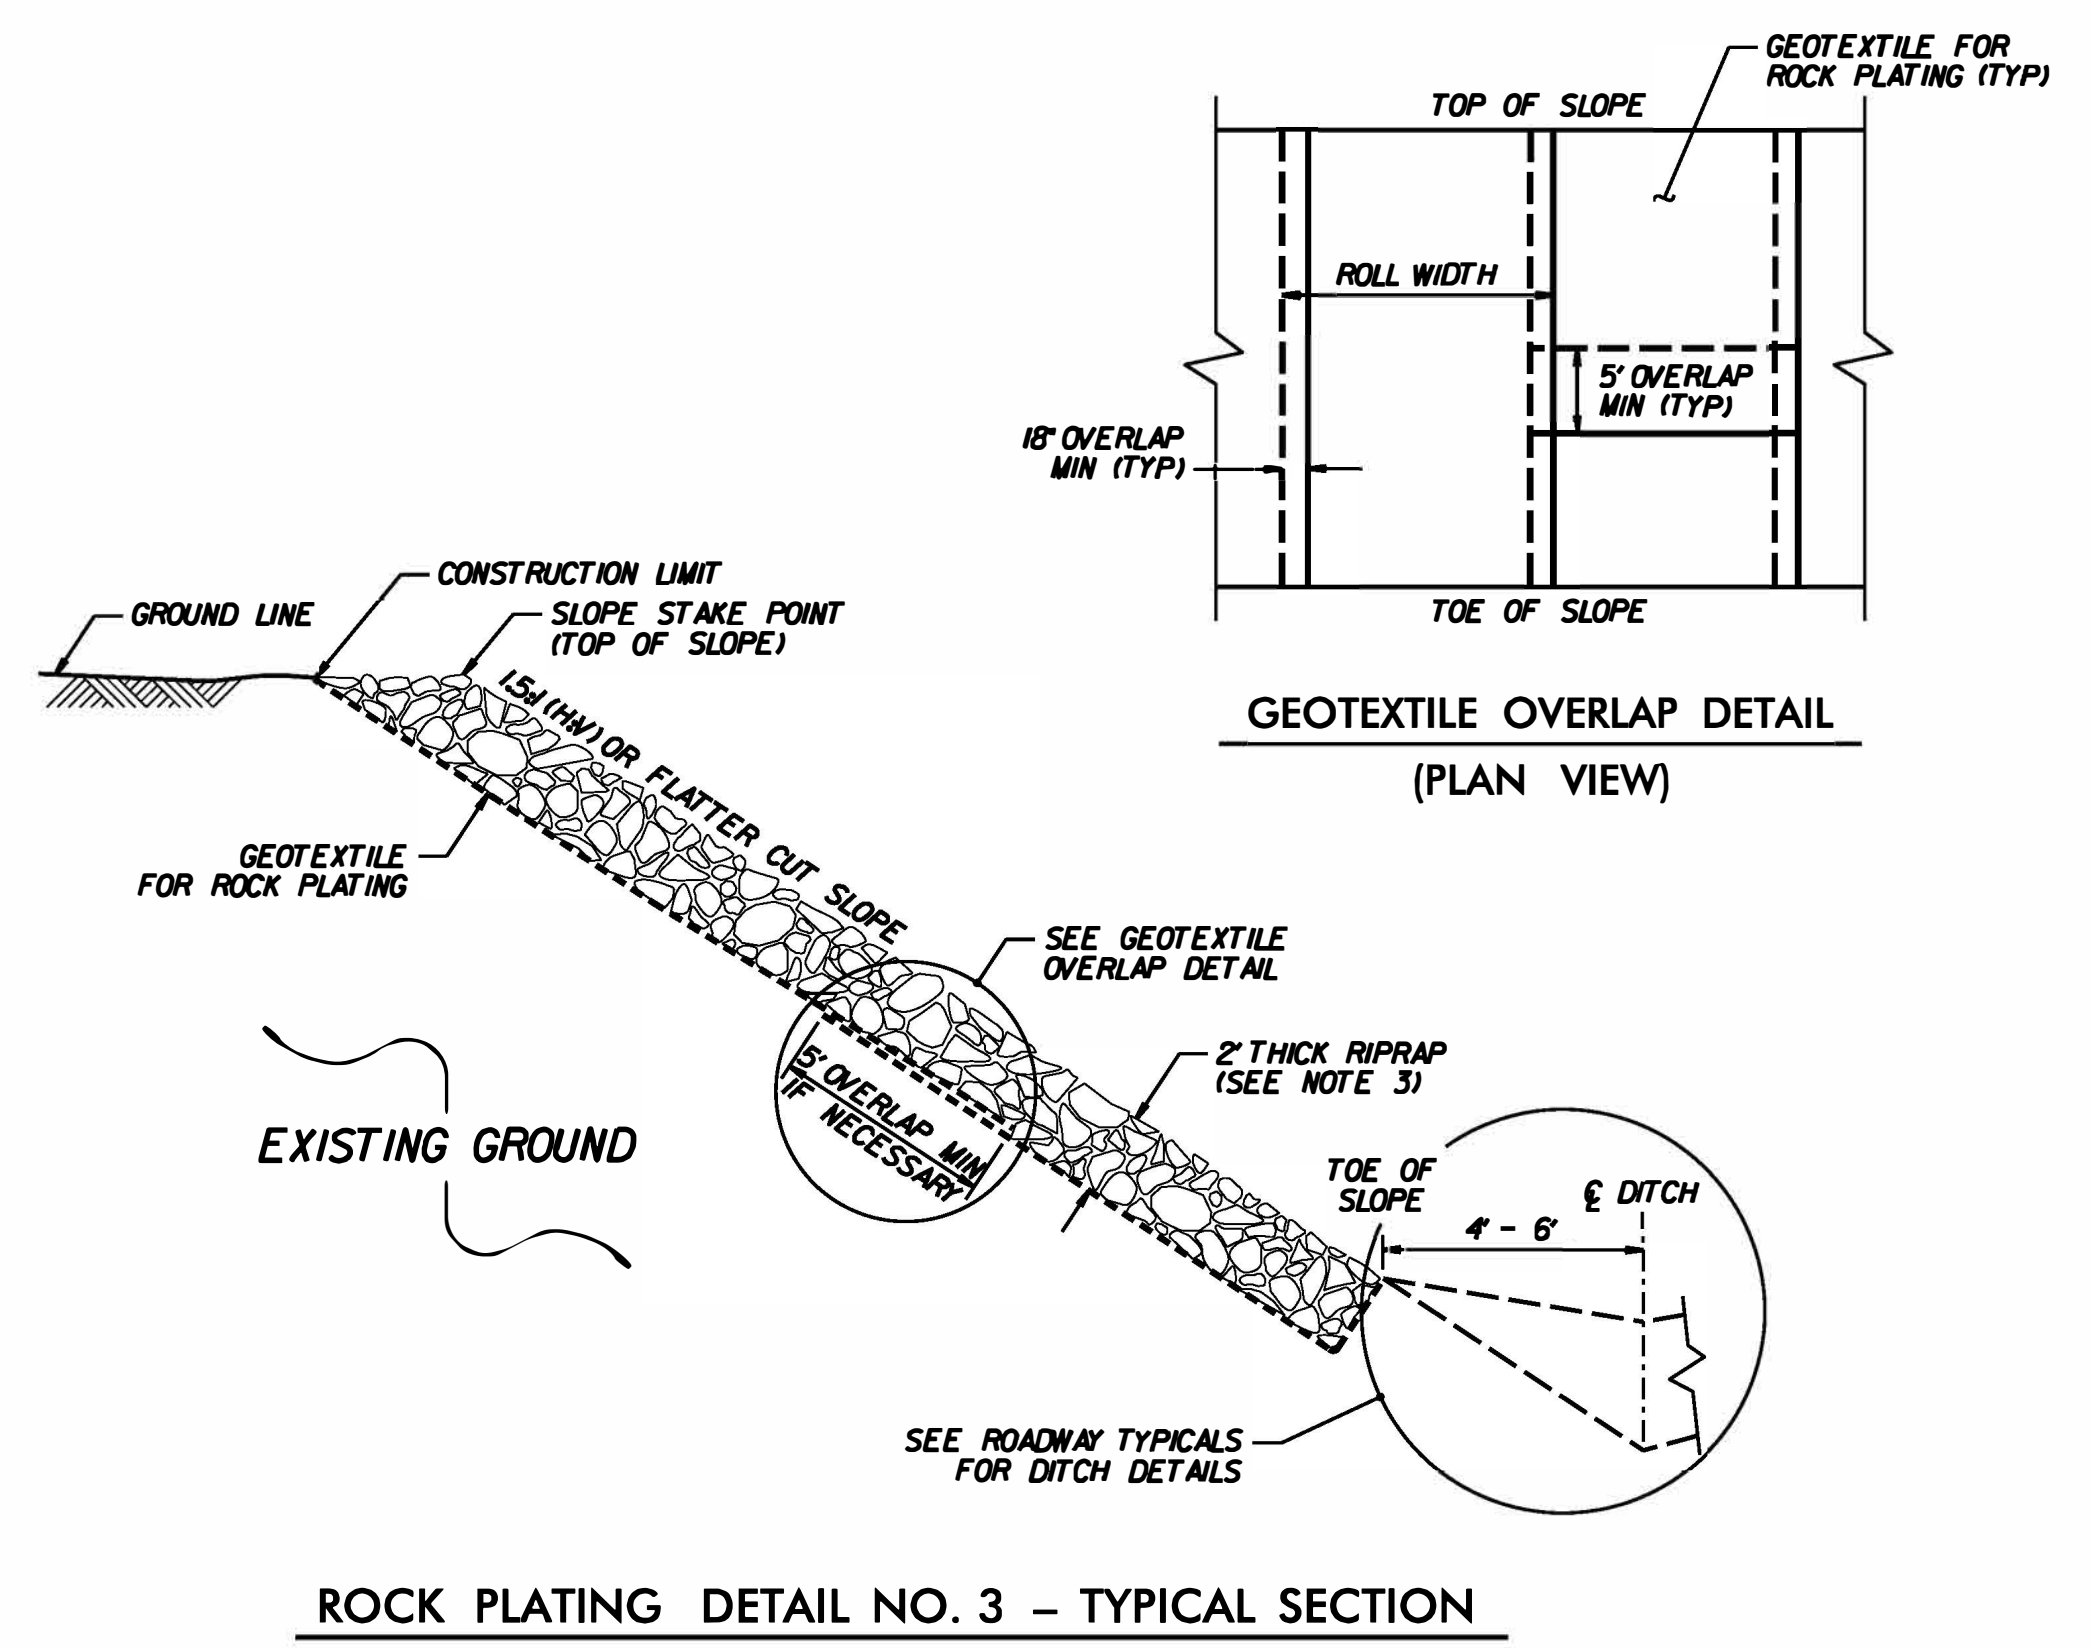 GEOTEXTILE FOR
ROCK PLATING (TYP)
TOP OF SLOPE
ROLL WIDTH
5' OVERLAP
MIN (TYP)
18" OVERLAP
MIN (TYP)
TOE OF SLOPE
GEOTEXTILE OVERLAP DETAIL
(PLAN VIEW)
CONSTRUCTION LIMIT
GROUND LINE
SLOPE STAKE POINT
(TOP OF SLOPE)
1.5:1 (H:V) OR FLATTER CUT SLOPE
GEOTEXTILE
FOR ROCK PLATING
SEE GEOTEXTILE
OVERLAP DETAIL
5' OVERLAP MIN
IF NECESSARY
2' THICK RIPRAP
(SEE NOTE 3)
EXISTING GROUND
TOE OF
SLOPE
℄ DITCH
4' - 6'
SEE ROADWAY TYPICALS
FOR DITCH DETAILS
ROCK PLATING DETAIL NO. 3 – TYPICAL SECTION